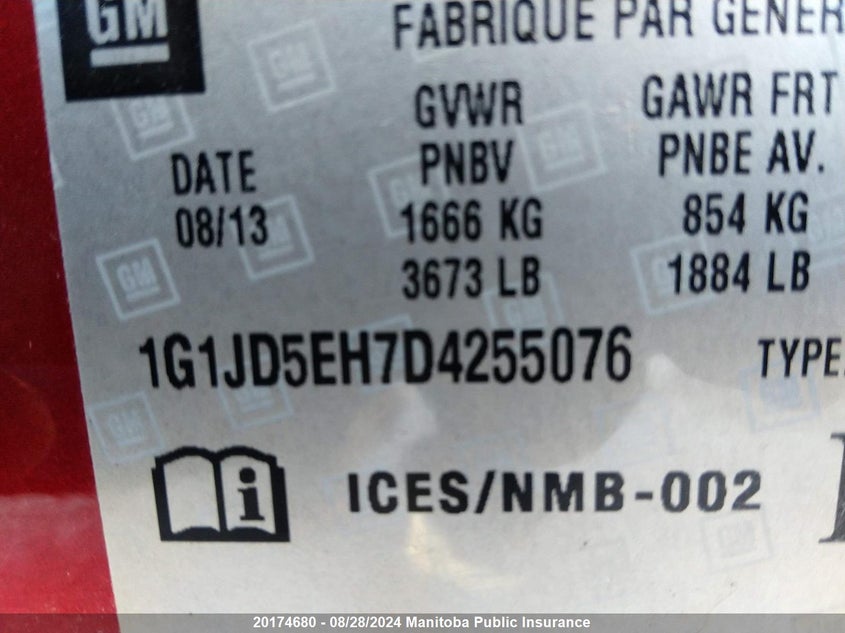 GM
FABRIQUE PAR GENER
GVWR GAWR FRT
DATE PNBV PNBE AV.
08/13 1666 KG 854 KG
3673 LB 1884 LB
1G1JD5EH7D4255076 TYPE
ICES/NMB-002
20174680 - 08/28/2024 Manitoba Public Insurance